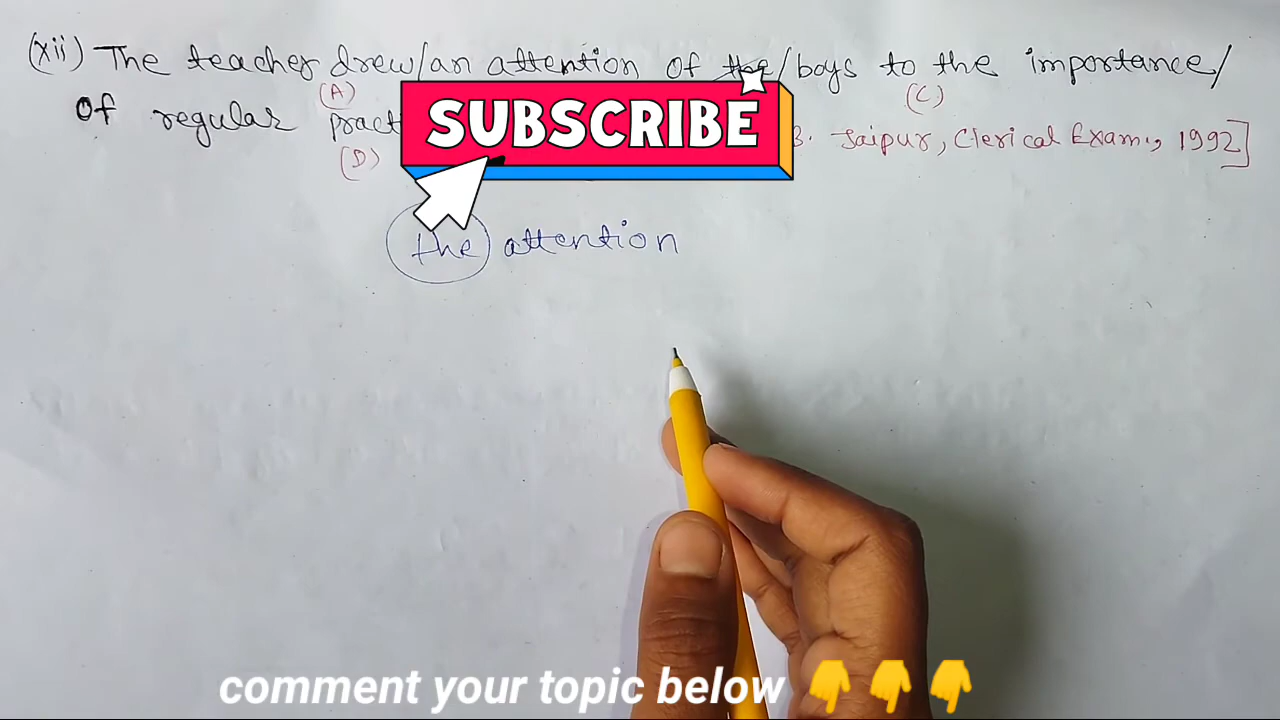 (xii) The teacher drew/an attention of the/boys to the importance/
(A) (C)
of regular
SUBSCRIBE
(D) Jaipur, Clerical Exam., 1992]
the attention
comment your topic below 👇👇👇